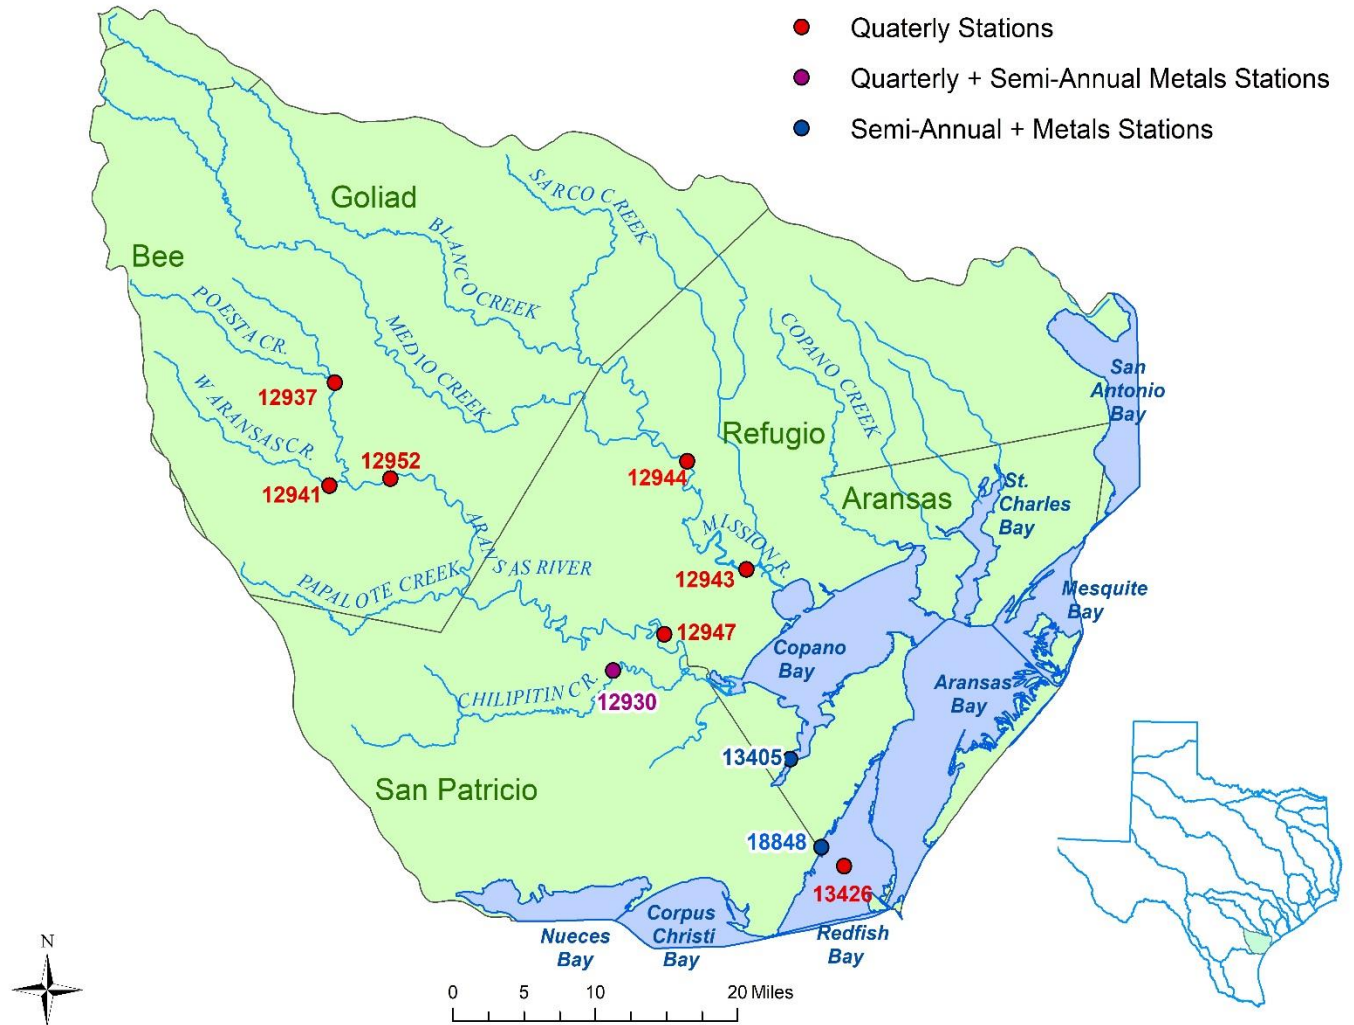 Quaterly Stations
Quarterly + Semi-Annual Metals Stations
Semi-Annual + Metals Stations
Goliad
SARCO CREEK
BLANCO CREEK
Bee
POESTA CR.
MEDIO CREEK
COPANO CREEK
San
Antonio
Bay
W ARANSAS CR.
12937
Refugio
12952
12944
12941
Aransas
St.
Charles
Bay
ARANSAS RIVER
MISSION R.
PAPALOTE CREEK
12943
Mesquite
Bay
12947
Copano
Bay
CHILIPITIN CR.
12930
Aransas
Bay
13405
San Patricio
18848
13426
Nueces
Bay
Corpus
Christi
Bay
Redfish
Bay
N
0 5 10 20 Miles